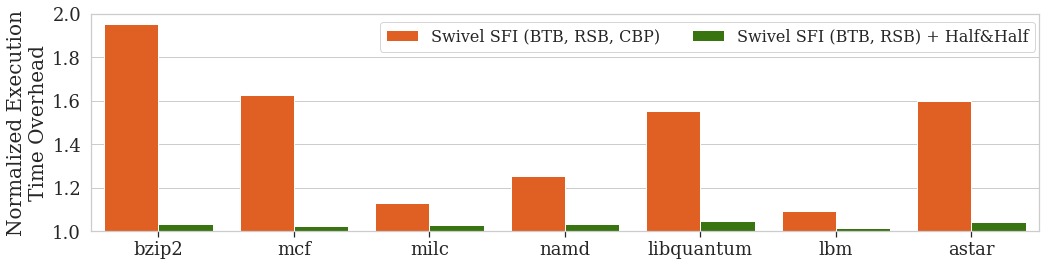 Normalized Execution
Time Overhead
2.0
1.8
1.6
1.4
1.2
1.0
Swivel SFI (BTB, RSB, CBP)
Swivel SFI (BTB, RSB) + Half&Half
bzip2
mcf
milc
namd
libquantum
lbm
astar